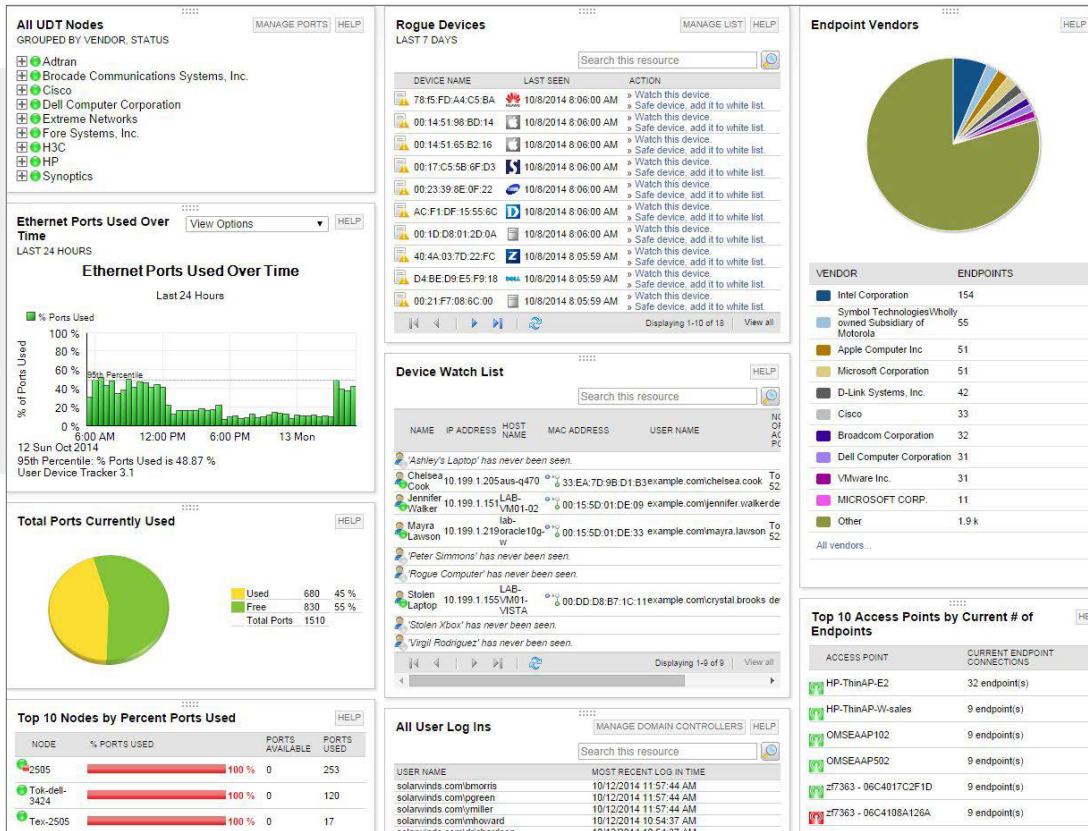 All UDT Nodes
MANAGE PORTS HELP
GROUPED BY VENDOR, STATUS
Adtran
Brocade Communications Systems, Inc.
Cisco
Dell Computer Corporation
Extreme Networks
Fore Systems, Inc.
H3C
HP
Synoptics
Ethernet Ports Used Over Time
View Options
HELP
LAST 24 HOURS
Ethernet Ports Used Over Time
Last 24 Hours
% Ports Used
% of Ports Used
100 %
80 %
60 %
40 %
20 %
0 %
95th Percentile
6:00 AM 12:00 PM 6:00 PM 13 Mon
12 Sun Oct 2014
95th Percentile: % Ports Used is 48.87 %
User Device Tracker 3.1
Total Ports Currently Used
HELP
Used 680 45 %
Free 830 55 %
Total Ports 1510
Top 10 Nodes by Percent Ports Used
HELP
NODE % PORTS USED PORTS AVAILABLE PORTS USED
2505 100 % 0 253
Tok-dell-3424 100 % 0 120
Tex-2505 100 % 0 17
Rogue Devices
MANAGE LIST HELP
LAST 7 DAYS
Search this resource
DEVICE NAME LAST SEEN ACTION
78:f5:FD:A4:C5:BA 10/8/2014 8:06:00 AM » Watch this device.
» Safe device, add it to white list.
00:14:51:98:BD:14 10/8/2014 8:06:00 AM » Watch this device.
» Safe device, add it to white list.
00:14:51:65:B2:16 10/8/2014 8:06:00 AM » Watch this device.
» Safe device, add it to white list.
00:17:C5:5B:6F:D3 10/8/2014 8:06:00 AM » Watch this device.
» Safe device, add it to white list.
00:23:39:8E:0F:22 10/8/2014 8:06:00 AM » Watch this device.
» Safe device, add it to white list.
AC:F1:DF:15:55:6C 10/8/2014 8:06:00 AM » Watch this device.
» Safe device, add it to white list.
00:1D:D8:01:2D:0A 10/8/2014 8:06:00 AM » Watch this device.
» Safe device, add it to white list.
40:4A:03:7D:22:FC 10/8/2014 8:05:59 AM » Watch this device.
» Safe device, add it to white list.
D4:BE:D9:E5:F9:18 DELL 10/8/2014 8:05:59 AM » Watch this device.
» Safe device, add it to white list.
00:21:F7:08:6C:00 10/8/2014 8:05:59 AM » Watch this device.
» Safe device, add it to white list.
Displaying 1-10 of 18 View all
Device Watch List
HELP
Search this resource
NAME IP ADDRESS HOST NAME MAC ADDRESS USER NAME
'Ashley's Laptop' has never been seen.
Chelsea Cook 10.199.1.205 aus-q470 33:EA:7D:9B:D1:B3 example.com\chelsea.cook To 52
Jennifer Walker 10.199.1.151 LAB-VM01-02 00:15:5D:01:DE:09 example.com\jennifer.walker de
Mayra Lawson 10.199.1.219 lab-oracle10g-w 00:15:5D:01:DE:33 example.com\mayra.lawson To 52
'Peter Simmons' has never been seen.
'Rogue Computer' has never been seen.
Stolen Laptop 10.199.1.155 LAB-VM01-VISTA 00:DD:D8:B7:1C:11 example.com\crystal.brooks de
'Stolen Xbox' has never been seen.
'Virgil Rodriguez' has never been seen.
Displaying 1-9 of 9 View all
All User Log Ins
MANAGE DOMAIN CONTROLLERS HELP
Search this resource
USER NAME MOST RECENT LOG IN TIME
solarwinds.com\bmorris 10/12/2014 11:57:44 AM
solarwinds.com\pgreen 10/12/2014 11:57:44 AM
solarwinds.com\ymiller 10/12/2014 11:57:44 AM
solarwinds.com\mhoward 10/12/2014 10:54:37 AM
Endpoint Vendors
HELP
VENDOR ENDPOINTS
Intel Corporation 154
Symbol TechnologiesWholly owned Subsidiary of Motorola 55
Apple Computer Inc 51
Microsoft Corporation 51
D-Link Systems, Inc. 42
Cisco 33
Broadcom Corporation 32
Dell Computer Corporation 31
VMware Inc. 31
MICROSOFT CORP. 11
Other 1.9 k
All vendors...
Top 10 Access Points by Current # of Endpoints
ACCESS POINT CURRENT ENDPOINT CONNECTIONS
HP-ThinAP-E2 32 endpoint(s)
HP-ThinAP-W-sales 9 endpoint(s)
OMSEAAP102 9 endpoint(s)
OMSEAAP502 9 endpoint(s)
zf7363 - 06C4017C2F1D 9 endpoint(s)
zf7363 - 06C4108A126A 9 endpoint(s)